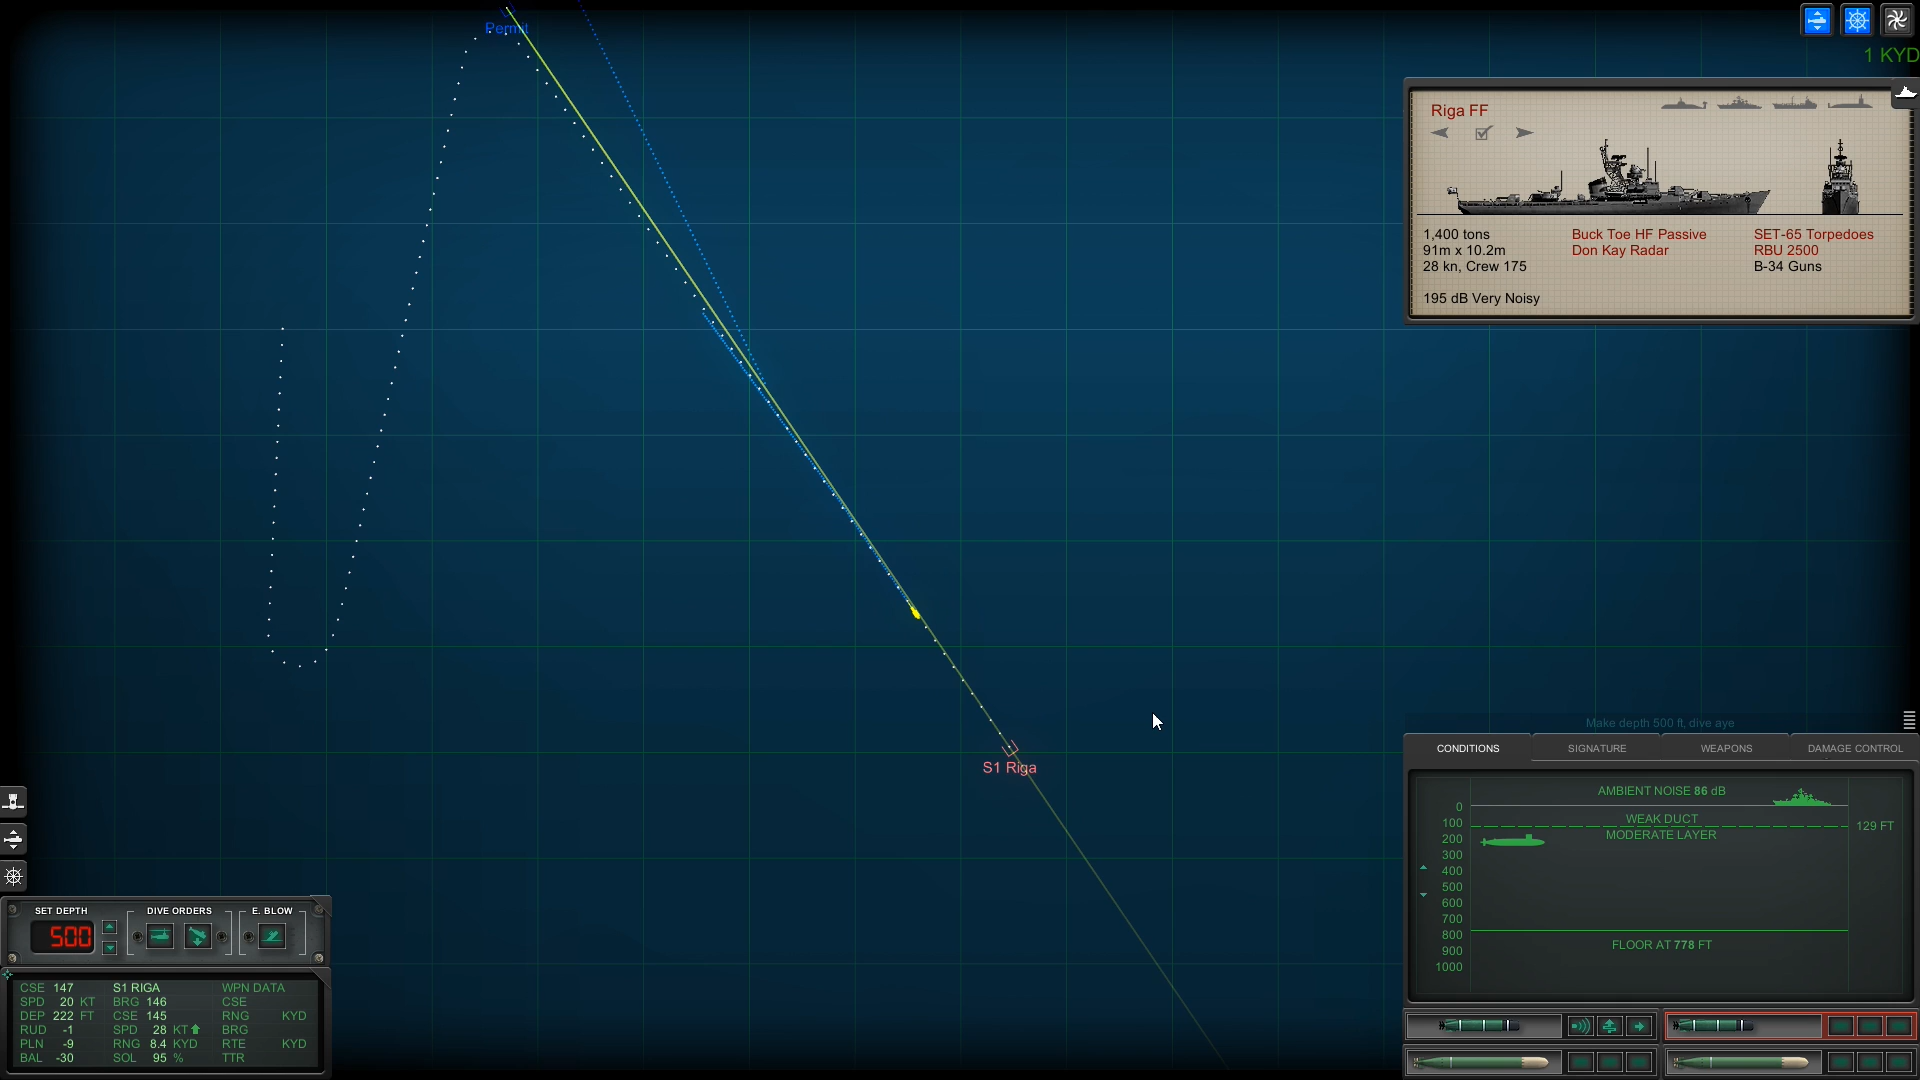 Permit
1 KYD
Riga FF
1,400 tons
91m x 10.2m
28 kn, Crew 175
195 dB Very Noisy
Buck Toe HF Passive
Don Kay Radar
SET-65 Torpedoes
RBU 2500
B-34 Guns
S1 Riga
Make depth 500 ft, dive aye
CONDITIONS SIGNATURE WEAPONS DAMAGE CONTROL
AMBIENT NOISE 86 dB
0
100
200
300
400
500
600
700
800
900
1000
WEAK DUCT
129 FT
MODERATE LAYER
FLOOR AT 778 FT
SET DEPTH DIVE ORDERS E. BLOW
500
CSE 147 S1 RIGA WPN DATA
SPD 20 KT BRG 146 CSE
DEP 222 FT CSE 145 RNG KYD
RUD -1 SPD 28 KT BRG
PLN -9 RNG 8.4 KYD RTE KYD
BAL -30 SOL 95 % TTR